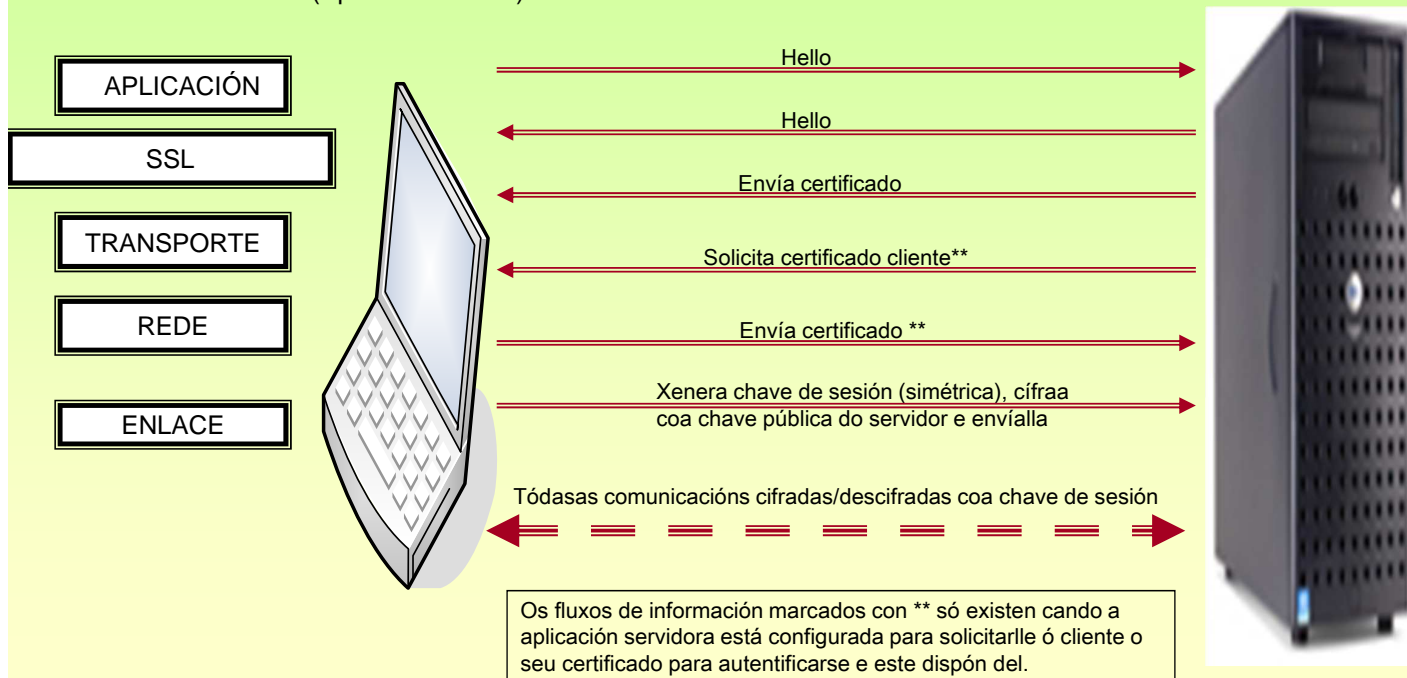 APLICACIÓN
SSL
TRANSPORTE
REDE
ENLACE
Hello
Hello
Envía certificado
Solicita certificado cliente**
Envía certificado **
Xenera chave de sesión (simétrica), cífraa
coa chave pública do servidor e envíalla
Tódasas comunicacións cifradas/descifradas coa chave de sesión
Os fluxos de información marcados con ** só existen cando a
aplicación servidora está configurada para solicitarlle ó cliente o
seu certificado para autentificarse e este dispón del.